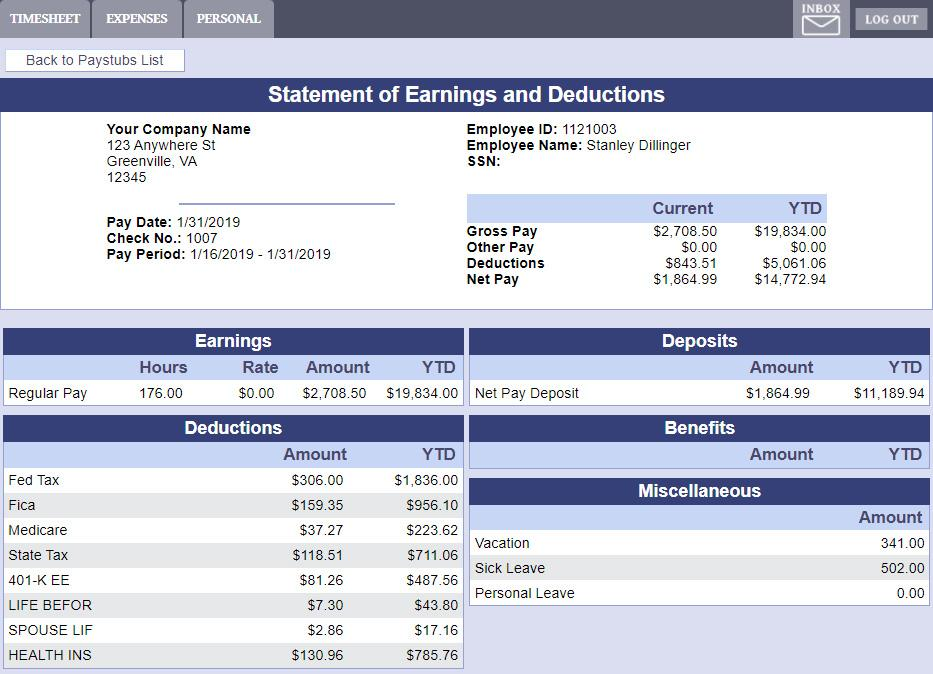 TIMESHEET EXPENSES PERSONAL INBOX LOG OUT
Back to Paystubs List
Statement of Earnings and Deductions
Your Company Name
123 Anywhere St
Greenville, VA
12345
Pay Date: 1/31/2019
Check No.: 1007
Pay Period: 1/16/2019 - 1/31/2019
Employee ID: 1121003
Employee Name: Stanley Dillinger
SSN:
Current YTD
Gross Pay $2,708.50 $19,834.00
Other Pay $0.00 $0.00
Deductions $843.51 $5,061.06
Net Pay $1,864.99 $14,772.94
Earnings
Hours Rate Amount YTD
Regular Pay 176.00 $0.00 $2,708.50 $19,834.00
Deductions
Amount YTD
Fed Tax $306.00 $1,836.00
Fica $159.35 $956.10
Medicare $37.27 $223.62
State Tax $118.51 $711.06
401-K EE $81.26 $487.56
LIFE BEFOR $7.30 $43.80
SPOUSE LIF $2.86 $17.16
HEALTH INS $130.96 $785.76
Deposits
Amount YTD
Net Pay Deposit $1,864.99 $11,189.94
Benefits
Amount YTD
Miscellaneous
Amount
Vacation 341.00
Sick Leave 502.00
Personal Leave 0.00